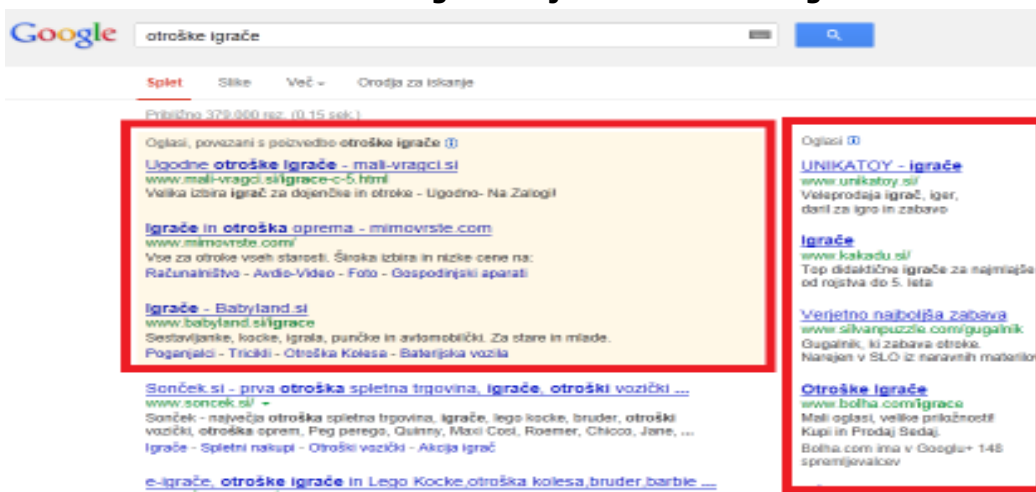 Google
otroške igrače
Splet Slike Več Orodja za iskanje
Približno 379.000 rez. (0,15 sek.)
Oglasi, povezani s poizvedbo otroške igrače
Ugodne otroške Igrače - mali-vragci.si
www.mali-vragci.si/Igrace-c-5.html
Velika izbira igrač za dojenčke in otroke - Ugodno- Na Zalogi!
Igrače in otroška oprema - mimovrste.com
www.mimovrste.com/
Vse za otroke vseh starosti. Široka izbira in nizke cene na:
Računalništvo - Avdio-Video - Foto - Gospodinjski aparati
Igrače - Babyland.si
www.babyland.si/Igrace
Sestavljanke, kocke, igrala, punčke in avtomobilčki. Za stare in mlade.
Poganjalci - Tricikli - Otroška Kolesa - Baterijska vozila
Sonček.si - prva otroška spletna trgovina, igrače, otroški vozički ...
www.soncek.si/
Sonček - največja otroška spletna trgovina, igrače, lego kocke, bruder, otroški
vozički, otroška oprem, Peg perego, Quinny, Maxi Cosi, Roemer, Chicco, Jane, ...
Igrače - Spletni nakupi - Otroški vozički - Akcija igrač
e-igrače, otroške igrače in Lego Kocke,otroška kolesa,bruder,barbie ...
Oglasi
UNIKATOY - igrače
www.unikatoy.si/
Veleprodaja igrač, iger,
daril za igro in zabavo
Igrače
www.kakadu.si/
Top didaktične igrače za najmlajše
od rojstva do 5. leta
Verjetno najboljša zabava
www.silvanpuzzle.com/gugalnik
Gugalnik, ki zabava otroke.
Narejen v SLO iz naravnih materialov
Otroške Igrače
www.bolha.com/igrace
Mali oglasi, velike priložnosti!
Kupi in Prodaj Sedaj.
Bolha.com ima v Googlu+ 148
spremljevalcev